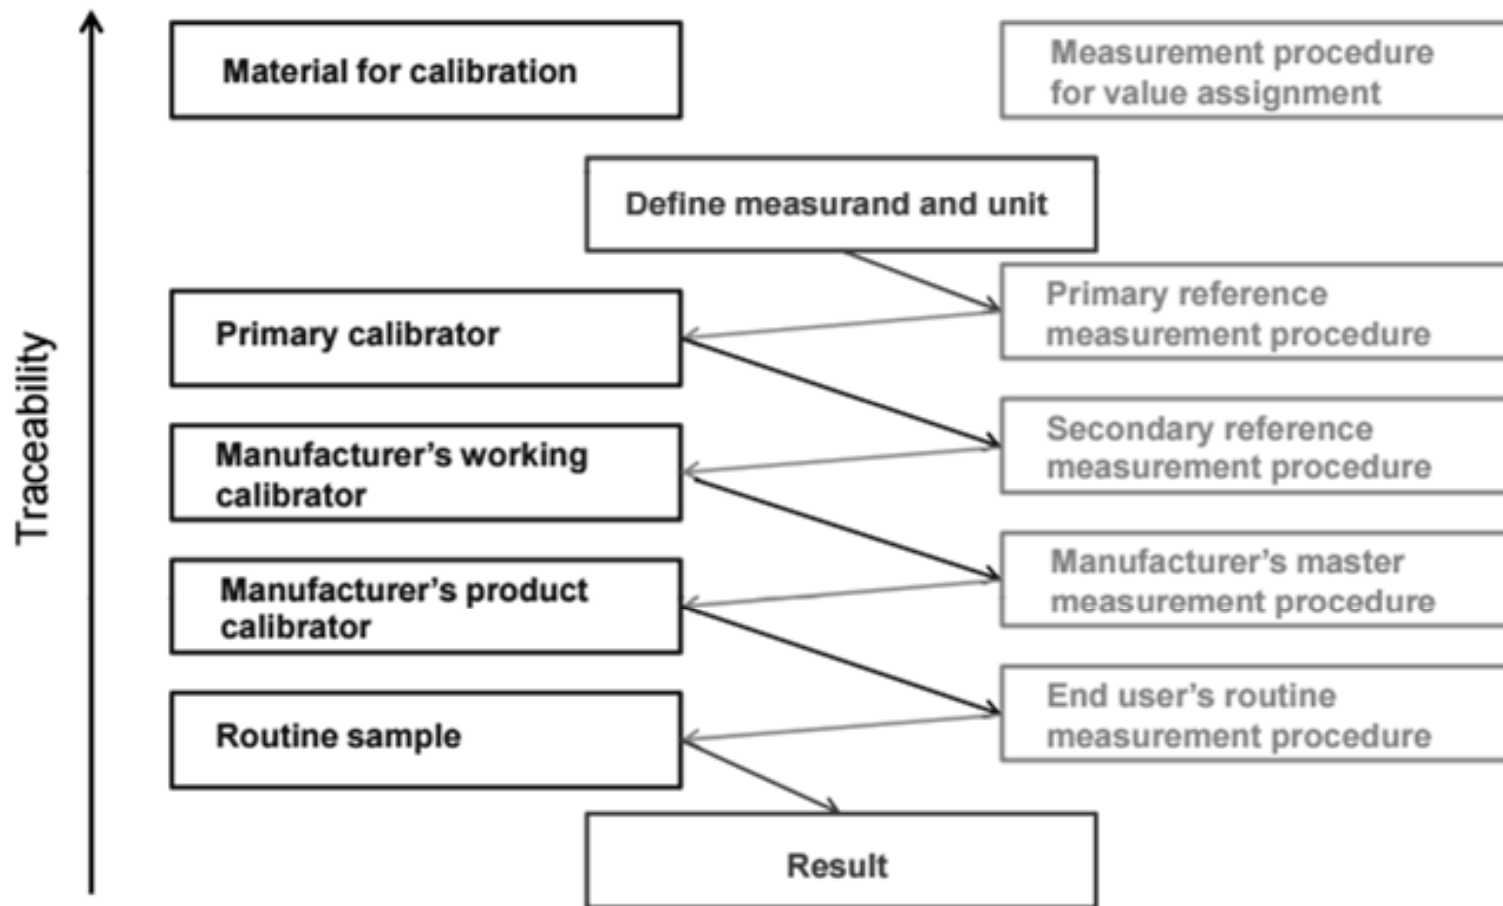 Material for calibration
Measurement procedure
for value assignment
Define measurand and unit
Primary reference
measurement procedure
Primary calibrator
Secondary reference
measurement procedure
Manufacturer's working
calibrator
Manufacturer's master
measurement procedure
Manufacturer's product
calibrator
End user's routine
measurement procedure
Routine sample
Result
Traceability